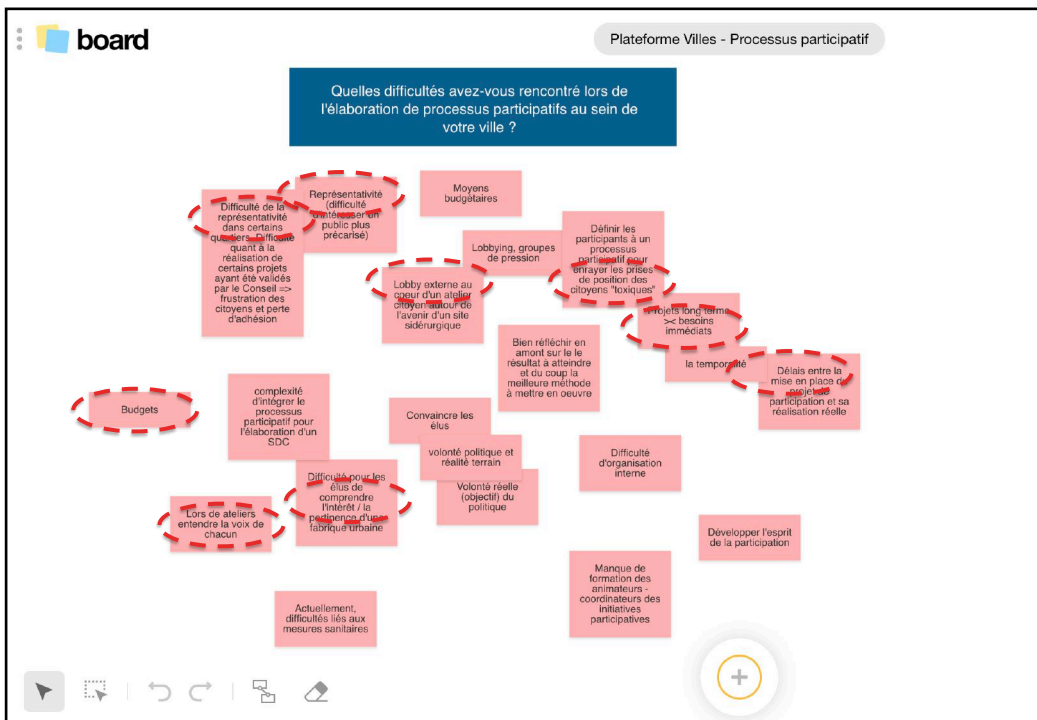 board
Plateforme Villes - Processus participatif
Quelles difficultés avez-vous rencontré lors de
l'élaboration de processus participatifs au sein de
votre ville ?
Difficulté de la
représentativité
dans certains
quartiers. Difficulté
quant à la
réalisation de
certains projets
ayant été validés
par le Conseil =>
frustration des
citoyens et perte
d'adhésion
Représentativité
(difficulté
d'intéresser un
public plus
précarisé)
Moyens
budgétaires
Lobbying, groupes
de pression
Définir les
participants à un
processus
participatif pour
enrayer les prises
de position des
citoyens "toxiques"
Lobby externe au
coeur d'un atelier
citoyen autour de
l'avenir d'un site
sidérurgique
Projets long terme
>< besoins
immédiats
la temporalité
Délais entre la
mise en place du
projet de
participation et sa
réalisation réelle
Bien réfléchir en
amont sur le le
résultat à atteindre
et du coup la
meilleure méthode
à mettre en oeuvre
Budgets
complexité
d'intégrer le
processus
participatif pour
l'élaboration d'un
SDC
Convaincre les
élus
volonté politique et
réalité terrain
Volonté réelle
(objectif) du
politique
Difficulté
d'organisation
interne
Difficulté pour les
élus de
comprendre
l'intérêt / la
pertinence d'une
fabrique urbaine
Lors de ateliers
entendre la voix de
chacun
Développer l'esprit
de la participation
Manque de
formation des
animateurs -
coordinateurs des
initiatives
participatives
Actuellement,
difficultés liés aux
mesures sanitaires